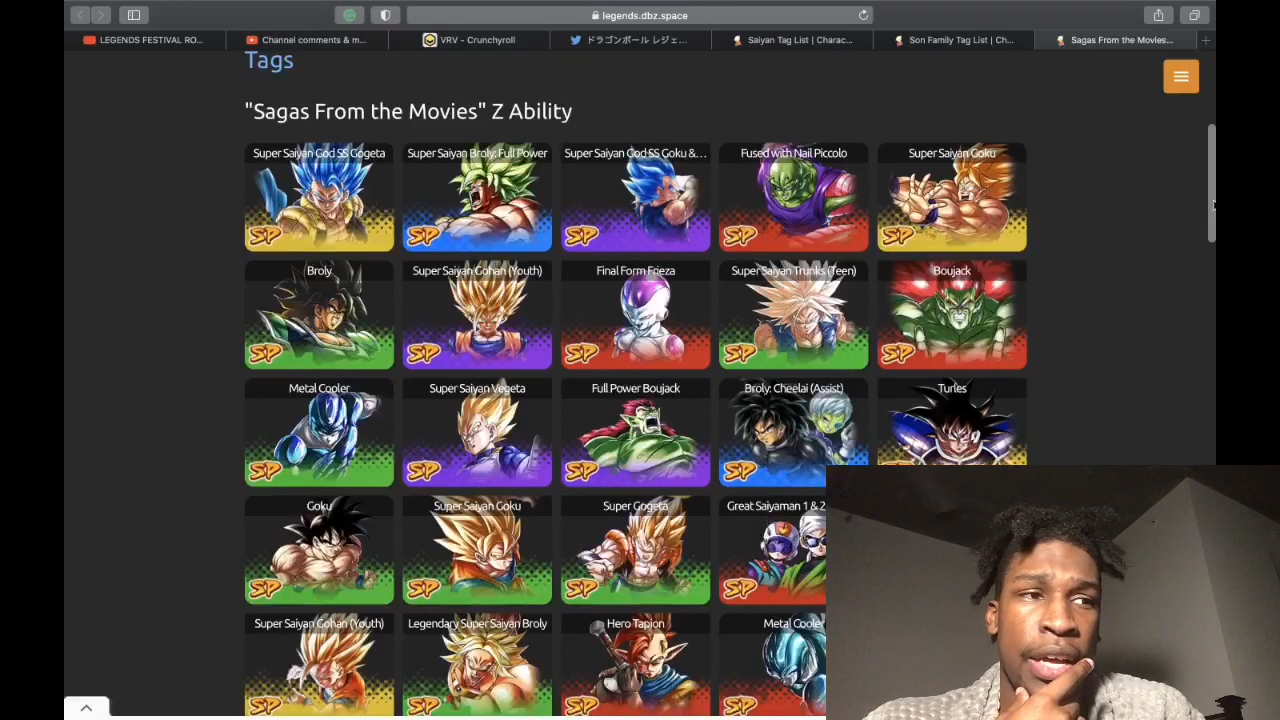 legends.dbz.space
LEGENDS FESTIVAL RO...
Channel comments & m...
VRV - Crunchyroll
ドラゴンボール レジェ...
Saiyan Tag List | Charac...
Son Family Tag List | Ch...
Sagas From the Movies...
Tags
"Sagas From the Movies" Z Ability
Super Saiyan God SS Gogeta
Super Saiyan Broly: Full Power
Super Saiyan God SS Goku &...
Fused with Nail Piccolo
Super Saiyan Goku
SP
SP
SP
SP
SP
Broly
Super Saiyan Gohan (Youth)
Final Form Frieza
Super Saiyan Trunks (Teen)
Boujack
SP
SP
SP
SP
SP
Metal Cooler
Super Saiyan Vegeta
Full Power Boujack
Broly: Cheelai (Assist)
Turles
SP
SP
SP
SP
Goku
Super Saiyan Goku
Super Gogeta
Great Saiyaman 1 & 2
SP
SP
SP
SP
Super Saiyan Gohan (Youth)
Legendary Super Saiyan Broly
Hero Tapion
Metal Cooler
SP
SP
SP
SP